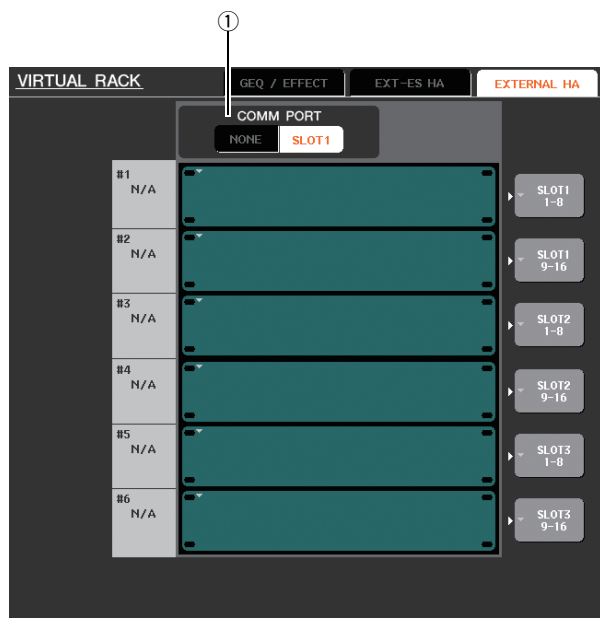 ①
VIRTUAL RACK
GEQ / EFFECT
EXT-ES HA
EXTERNAL HA
COMM PORT
NONE
SLOT1
#1
N/A
SLOT1
1-8
#2
N/A
SLOT1
9-16
#3
N/A
SLOT2
1-8
#4
N/A
SLOT2
9-16
#5
N/A
SLOT3
1-8
#6
N/A
SLOT3
9-16